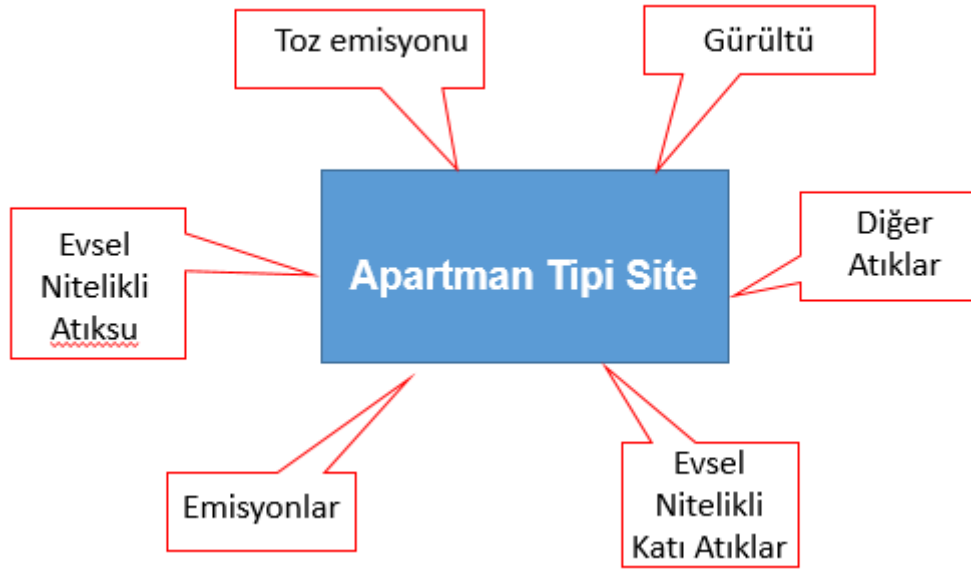 Toz emisyonu
Gürültü
Evsel
Nitelikli
Atıksu
Apartman Tipi Site
Diğer
Atıklar
Emisyonlar
Evsel
Nitelikli
Katı Atıklar